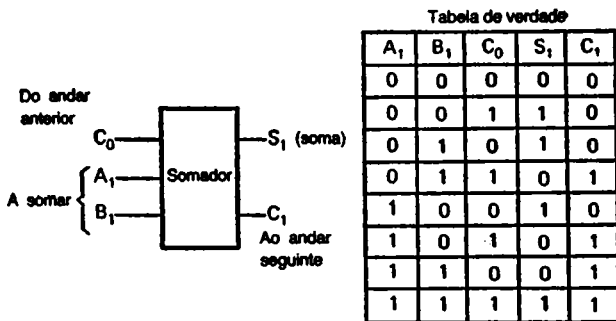 Do andar
anterior
C₀
A somar
A₁
B₁
Somador
S₁ (soma)
C₁
Ao andar
seguinte
Tabela de verdade
A₁ B₁ C₀ S₁ C₁
0 0 0 0 0
0 0 1 1 0
0 1 0 1 0
0 1 1 0 1
1 0 0 1 0
1 0 1 0 1
1 1 0 0 1
1 1 1 1 1